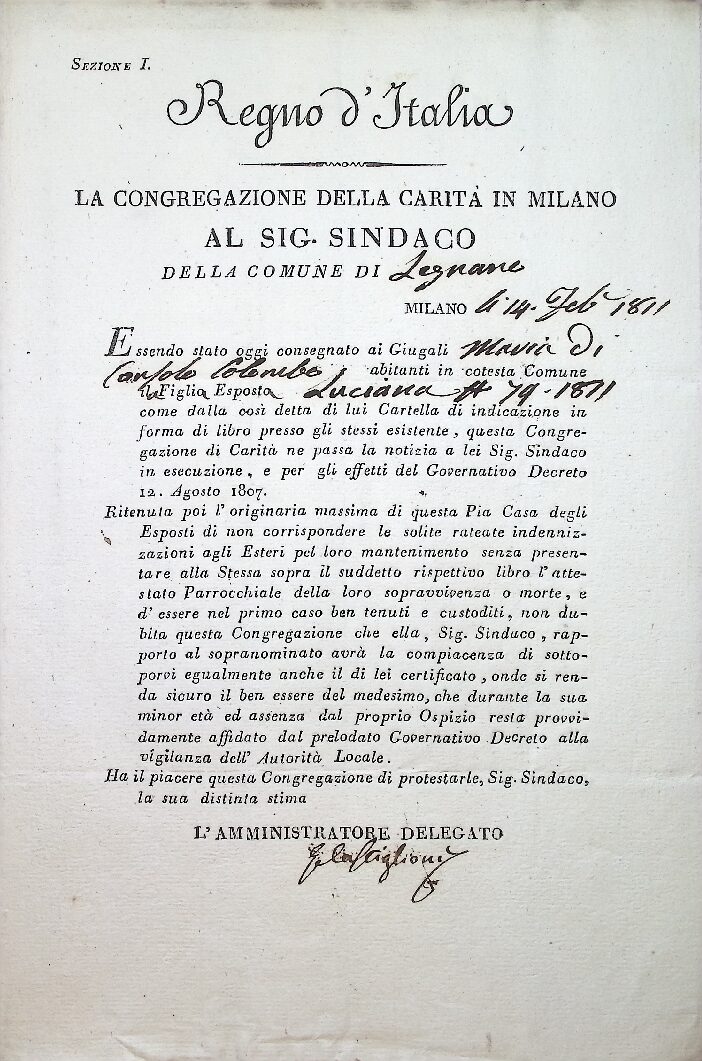 SEZIONE I.
Regno d'Italia
LA CONGREGAZIONE DELLA CARITÀ IN MILANO
AL SIG. SINDACO
DELLA COMUNE DI Legnano
MILANO li 14. Feb 1811
Essendo stato oggi consegnato ai Giugali Maria Di
Colombo abitanti in cotesta Comune
la Figlia Esposta Luciana # 79-1811
come dalla così detta di lui Cartella di indicazione in
forma di libro presso gli stessi esistente, questa Congre-
gazione di Carità ne passa la notizia a lei Sig. Sindaco
in esecuzione, e per gli effetti del Governativo Decreto
12. Agosto 1807.
Ritenuta poi l'originaria massima di questa Pia Casa degli
Esposti di non corrispondere le solite rateate indenniz-
zazioni agli Esteri pel loro mantenimento senza presen-
tare alla Stessa sopra il suddetto rispettivo libro l'atte-
stato Parrocchiale della loro sopravvivenza o morte, e
d'essere nel primo caso ben tenuti e custoditi, non du-
bita questa Congregazione che ella, Sig. Sindaco, rap-
porto al sopranominato avrà la compiacenza di sotto-
porvi egualmente anche il di lei certificato, onde si ren-
da sicuro il ben essere del medesimo, che durante la sua
minor età ed assenza dal proprio Ospizio resta provvi-
damente affidato dal prelodato Governativo Decreto alla
vigilanza dell'Autorità Locale.
Ha il piacere questa Congregazione di protestarle, Sig. Sindaco,
la sua distinta stima
L'AMMINISTRATORE DELEGATO